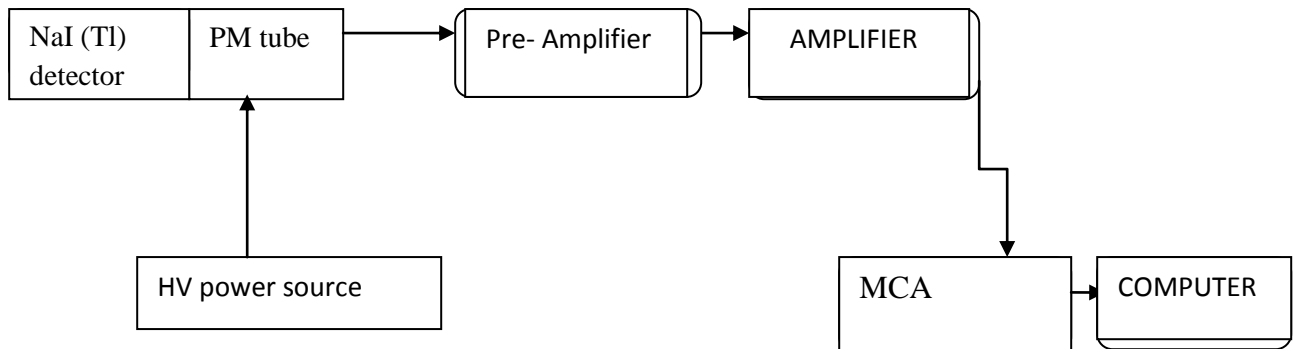 NaI (Tl)
detector
PM tube
Pre- Amplifier
AMPLIFIER
HV power source
MCA
COMPUTER